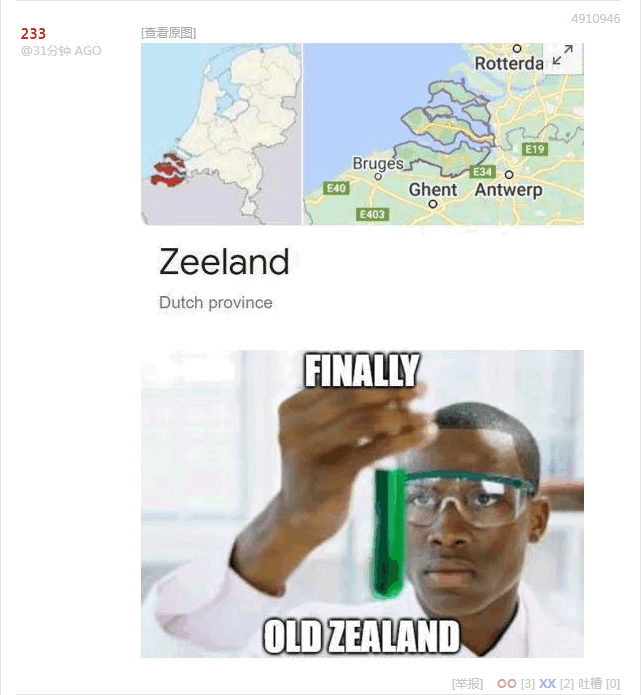 4910946
233
@31分钟 AGO
[查看原图]
Rotterda
Bruges
E19
E34
E40
Ghent
Antwerp
E403
Zeeland
Dutch province
FINALLY
OLD ZEALAND
[举报] OO [3] XX [2] 吐槽 [0]